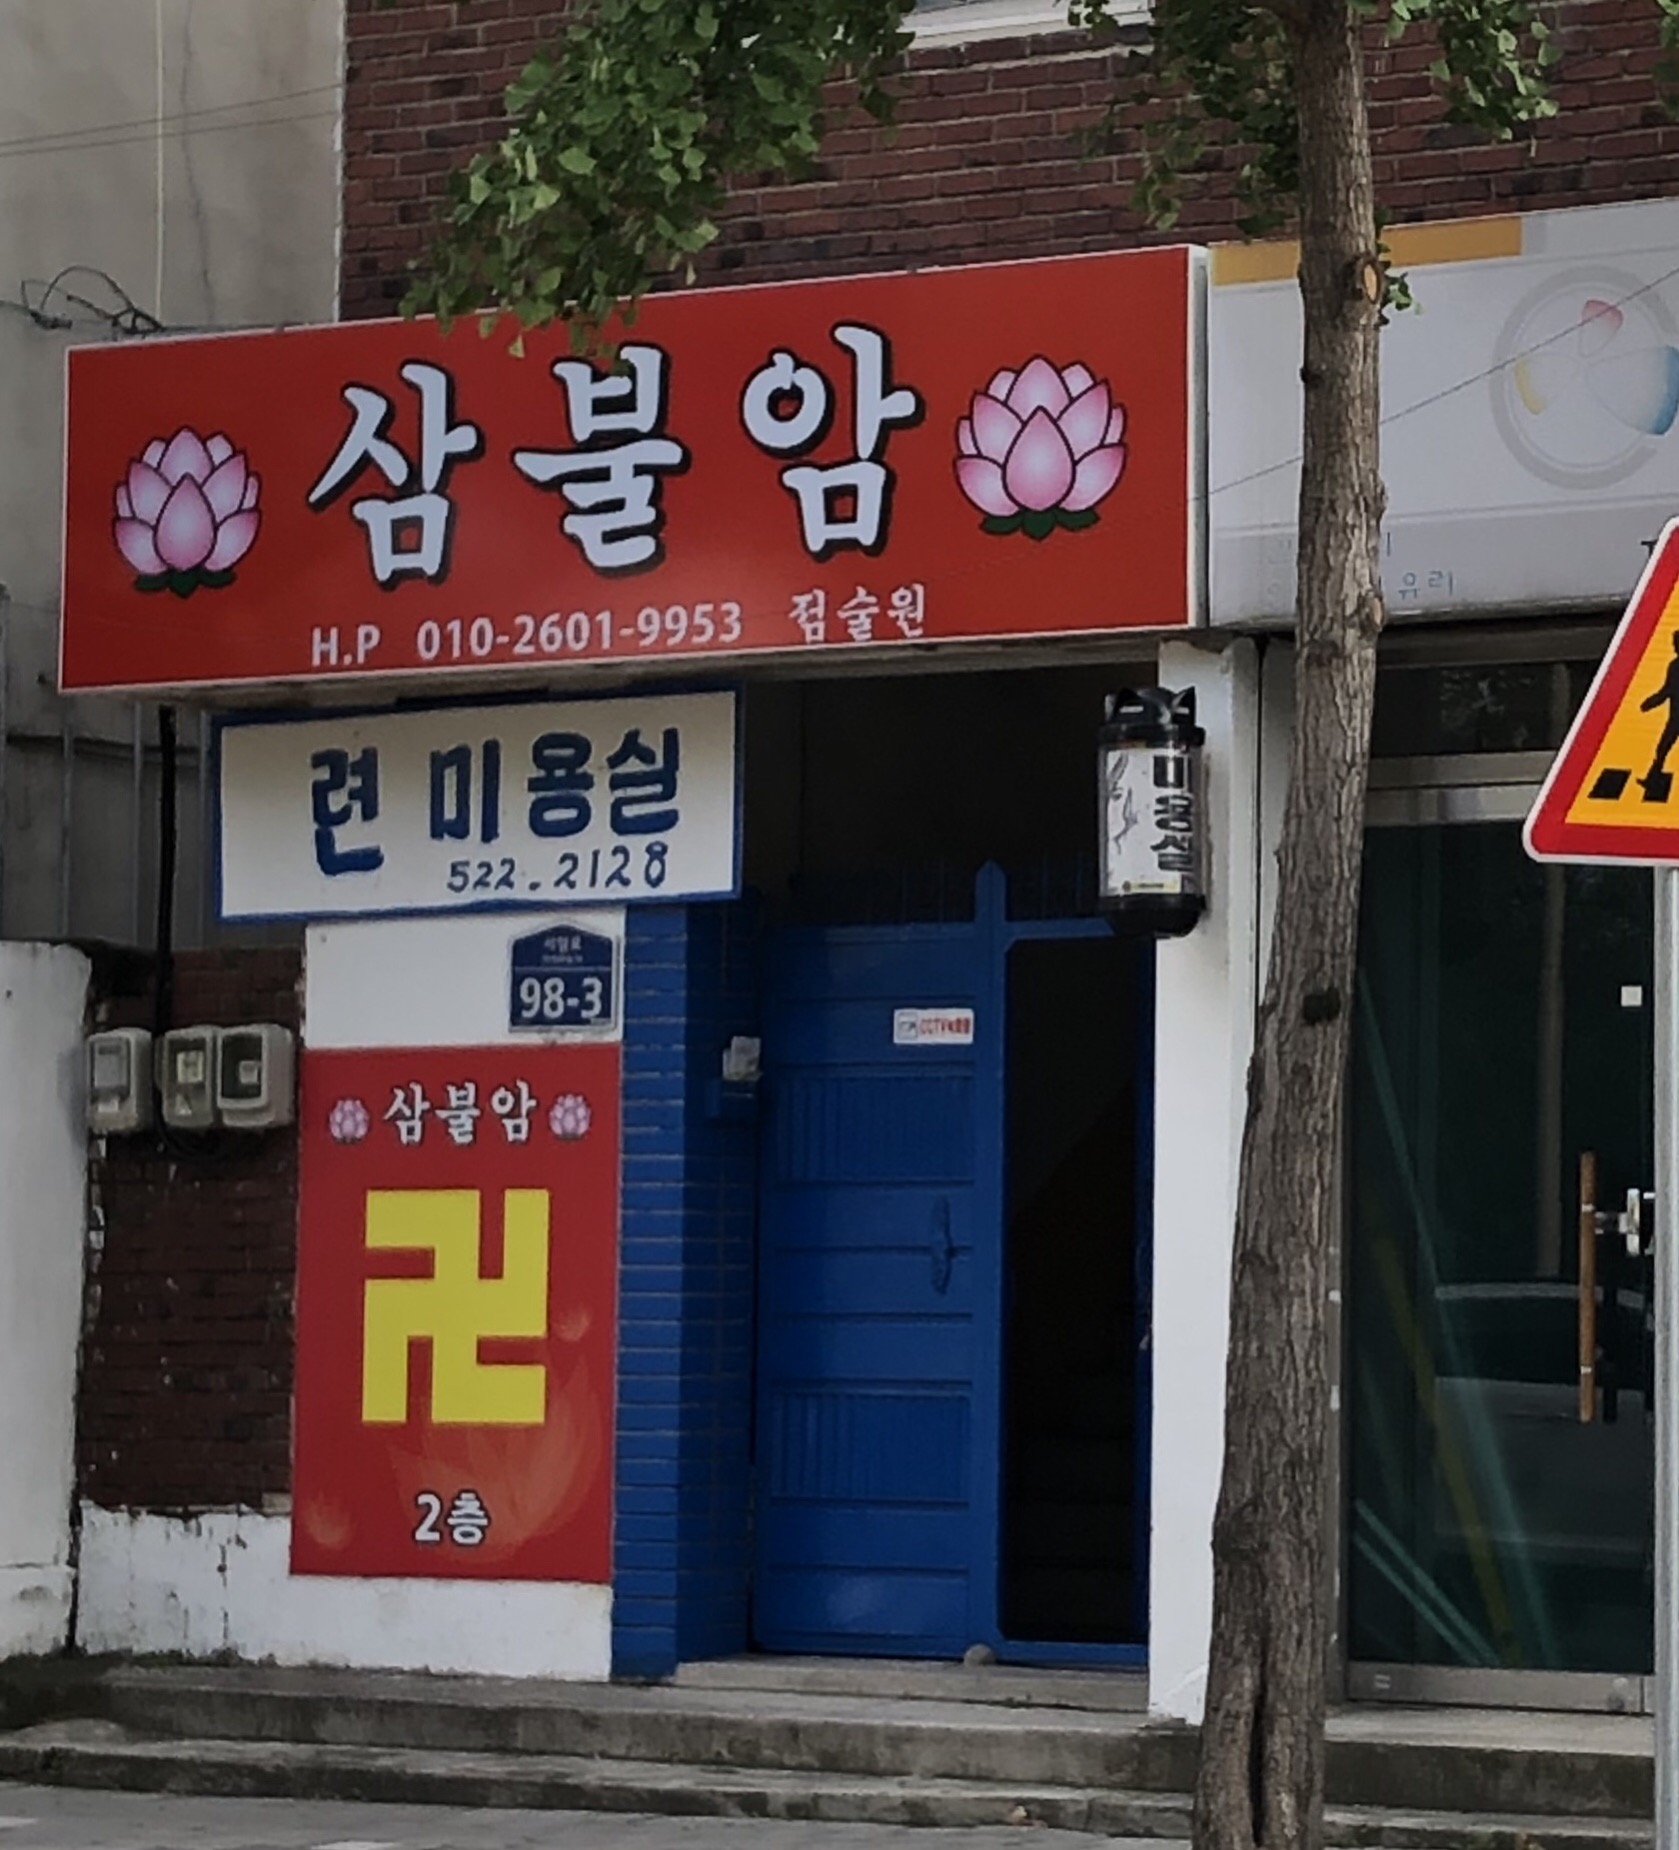 삼불암
H.P 010-2601-9953 점술원
련 미용실
522.2128
미용실
98-3
CCTV
삼불암
卍
2층
유리